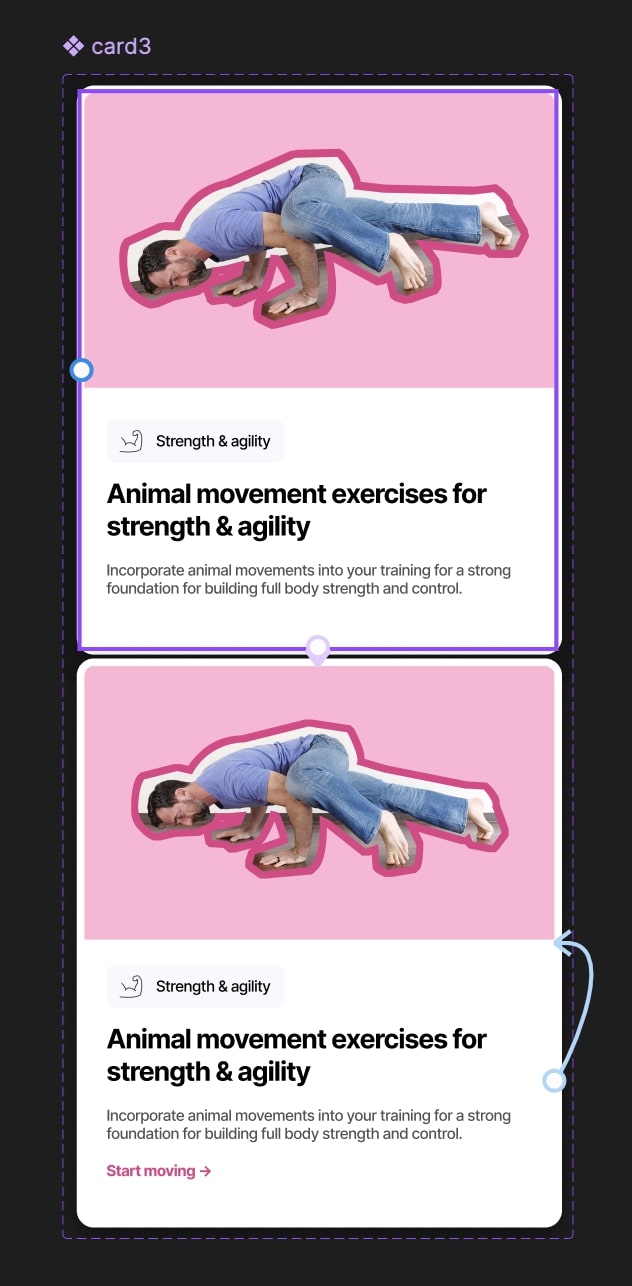 card3
Strength & agility
Animal movement exercises for
strength & agility
Incorporate animal movements into your training for a strong
foundation for building full body strength and control.
Strength & agility
Animal movement exercises for
strength & agility
Incorporate animal movements into your training for a strong
foundation for building full body strength and control.
Start moving →